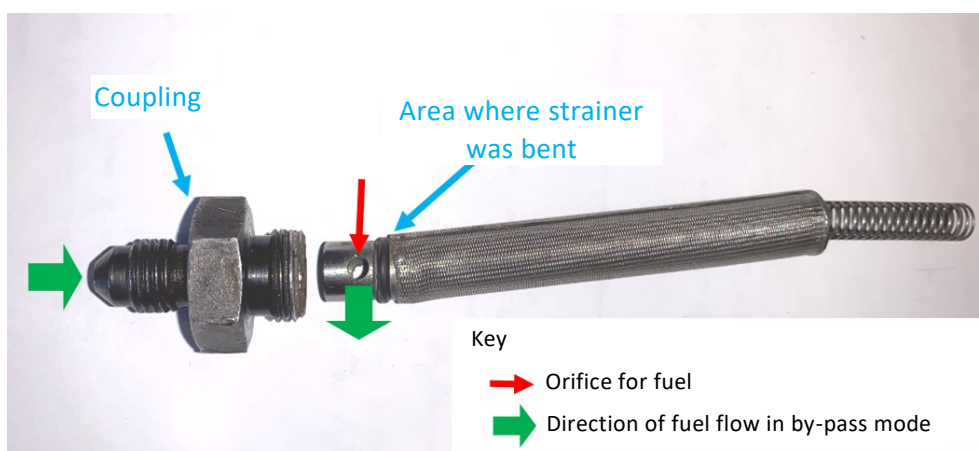 Coupling
Area where strainer
was bent
Key
Orifice for fuel
Direction of fuel flow in by-pass mode